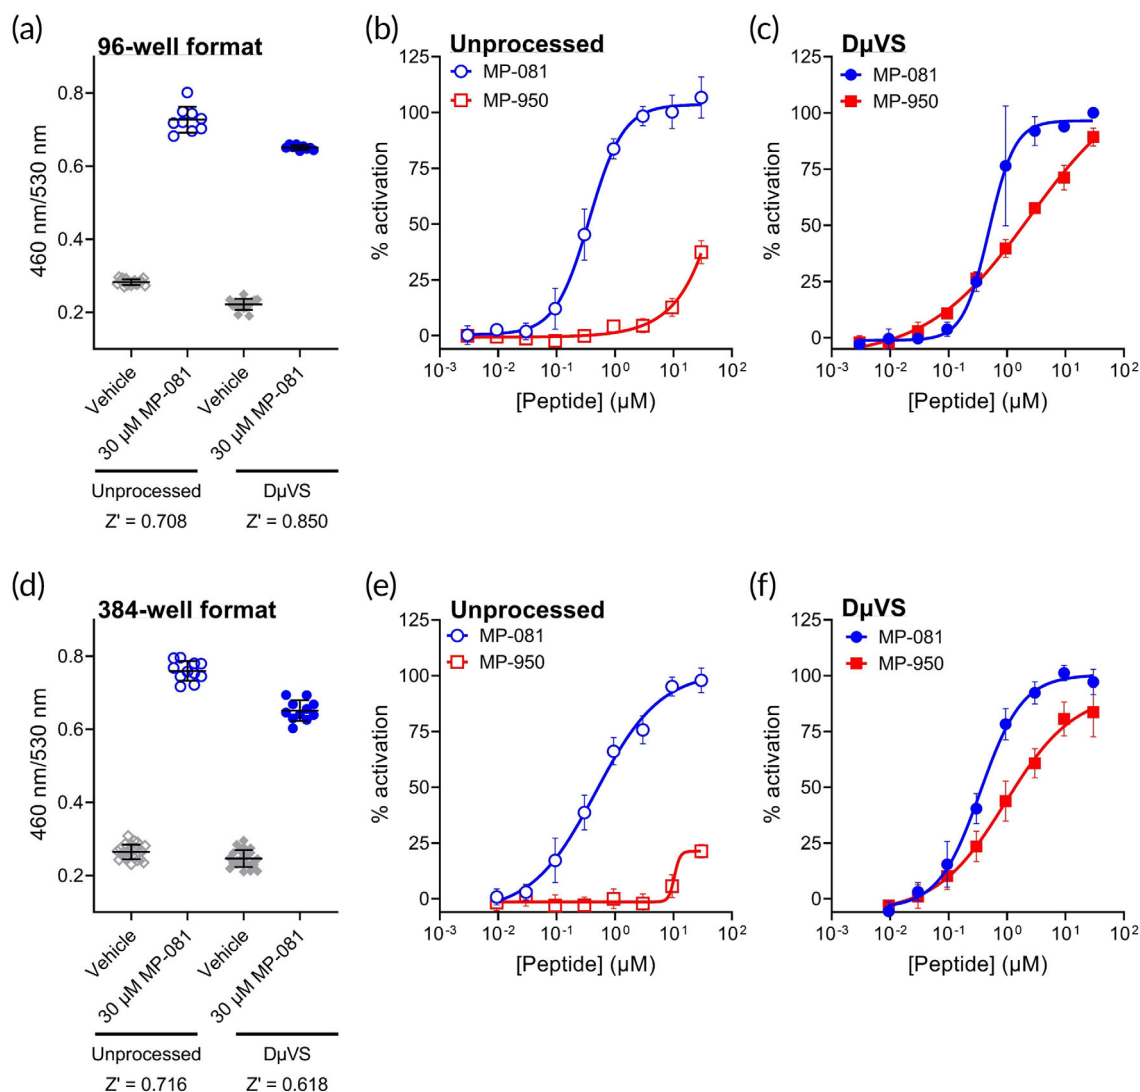 (a)
96-well format
460 nm/530 nm
0.8
0.6
0.4
0.2
Vehicle
30 µM MP-081
Vehicle
30 µM MP-081
Unprocessed
DµVS
Z' = 0.708
Z' = 0.850
(b)
Unprocessed
MP-081
MP-950
% activation
125
100
75
50
25
0
10⁻³ 10⁻² 10⁻¹ 10⁰ 10¹ 10²
[Peptide] (µM)
(c)
DµVS
MP-081
MP-950
% activation
125
100
75
50
25
0
10⁻³ 10⁻² 10⁻¹ 10⁰ 10¹ 10²
[Peptide] (µM)
(d)
384-well format
460 nm/530 nm
0.8
0.6
0.4
0.2
Vehicle
30 µM MP-081
Vehicle
30 µM MP-081
Unprocessed
DµVS
Z' = 0.716
Z' = 0.618
(e)
Unprocessed
MP-081
MP-950
% activation
125
100
75
50
25
0
10⁻³ 10⁻² 10⁻¹ 10⁰ 10¹ 10²
[Peptide] (µM)
(f)
DµVS
MP-081
MP-950
% activation
125
100
75
50
25
0
10⁻³ 10⁻² 10⁻¹ 10⁰ 10¹ 10²
[Peptide] (µM)